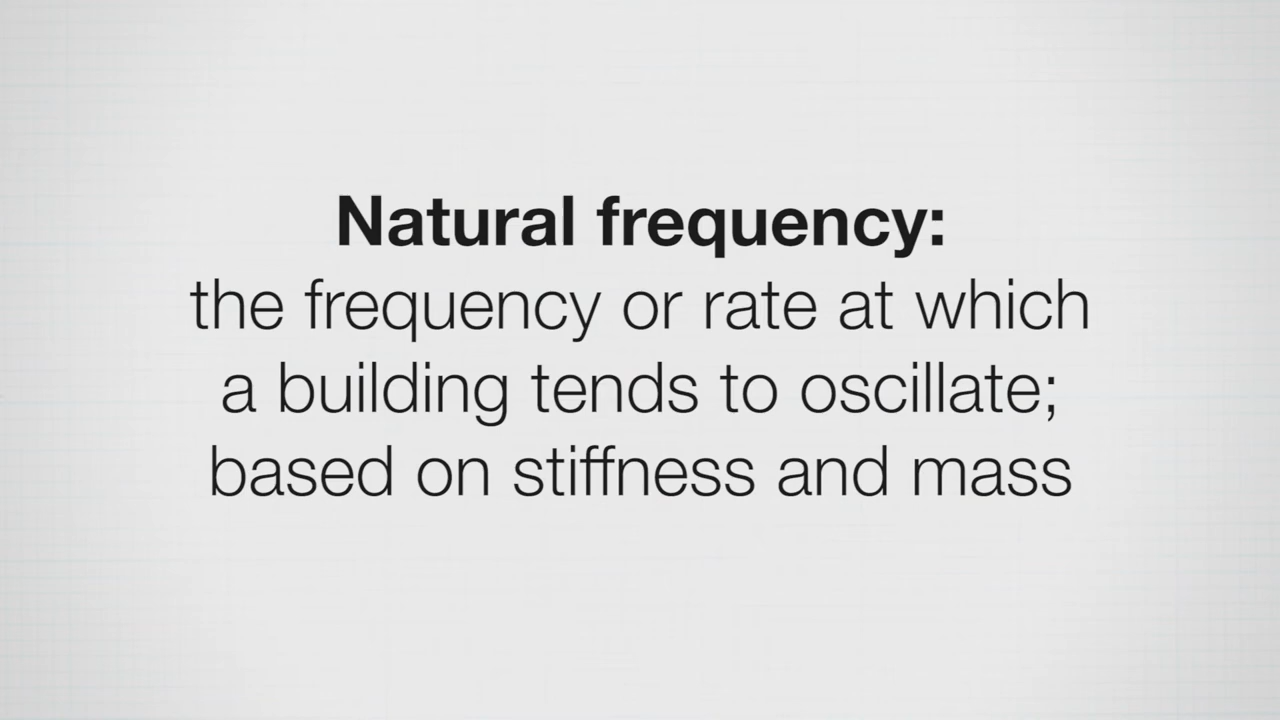 Natural frequency:
the frequency or rate at which
a building tends to oscillate;
based on stiffness and mass